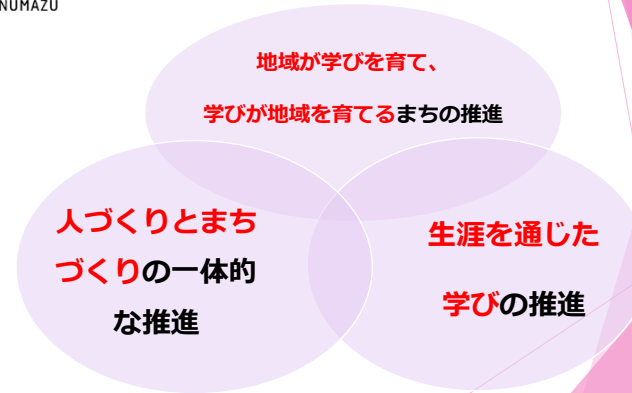 NUMAZU
地域が学びを育て、
学びが地域を育てるまちの推進
人づくりとまち
づくりの一体的
な推進
生涯を通じた
学びの推進